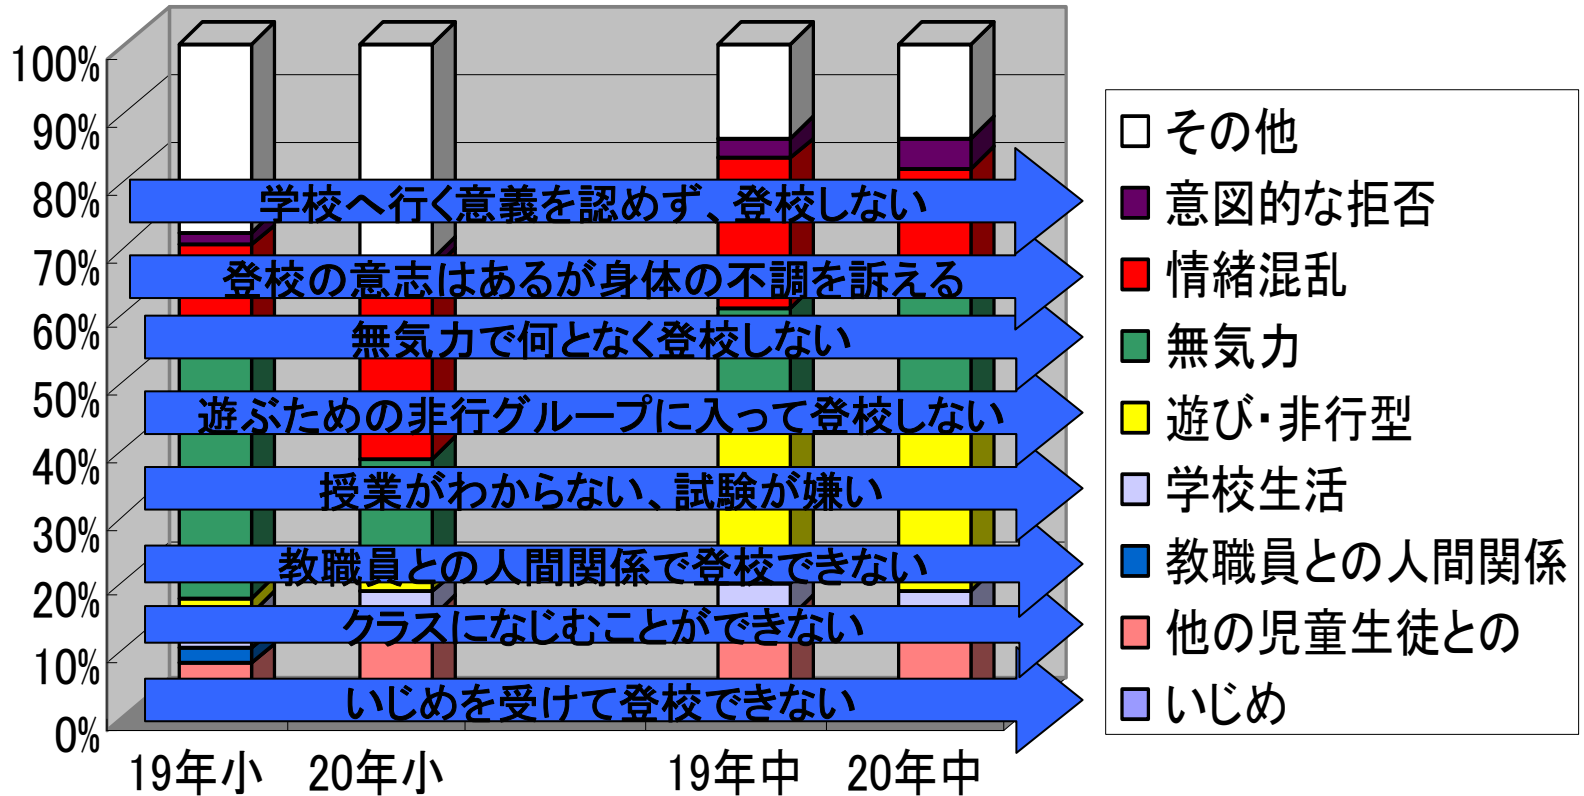 100%
90%
80%
70%
60%
50%
40%
30%
20%
10%
0%
学校へ行く意義を認めず、登校しない
登校の意志はあるが身体の不調を訴える
無気力で何となく登校しない
遊ぶための非行グループに入って登校しない
授業がわからない、試験が嫌い
教職員との人間関係で登校できない
クラスになじむことができない
いじめを受けて登校できない
19年小
20年小
19年中
20年中
その他
意図的な拒否
情緒混乱
無気力
遊び・非行型
学校生活
教職員との人間関係
他の児童生徒との
いじめ